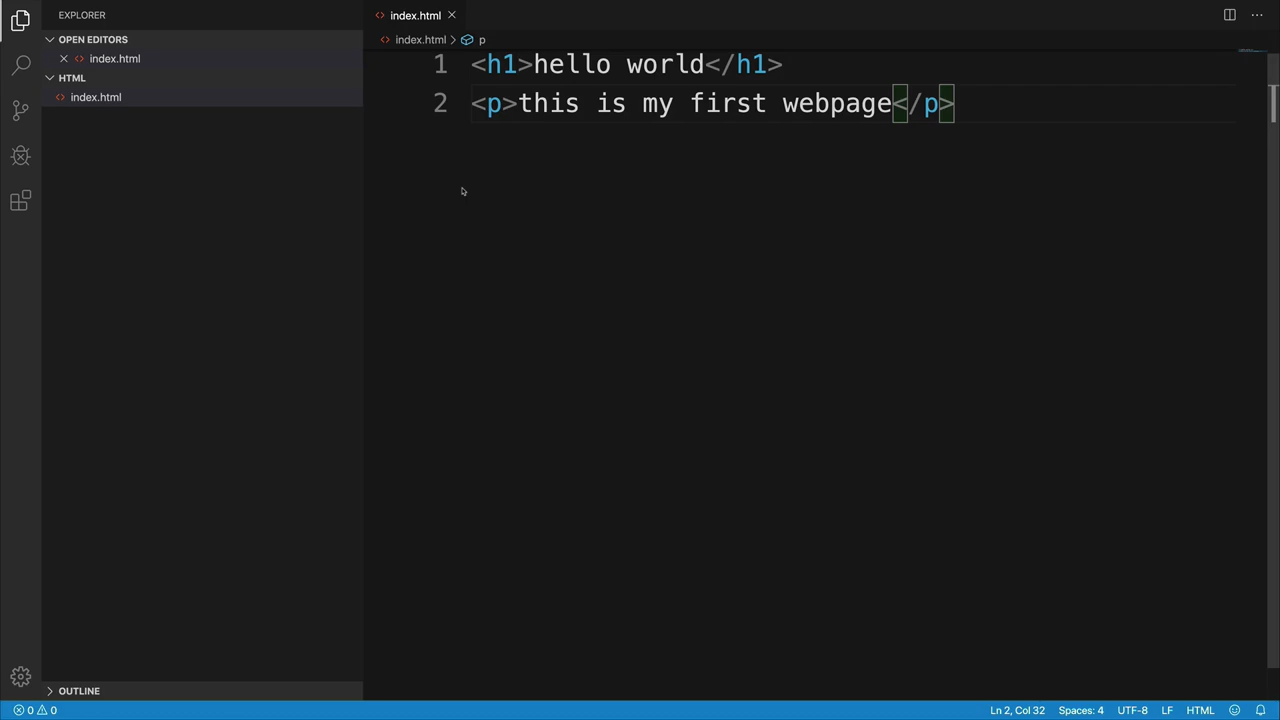 EXPLORER
OPEN EDITORS
index.html
HTML
index.html
OUTLINE
index.html
index.html p
1 <h1>hello world</h1>
2 <p>this is my first webpage</p>
0 0
Ln 2, Col 32 Spaces: 4 UTF-8 LF HTML